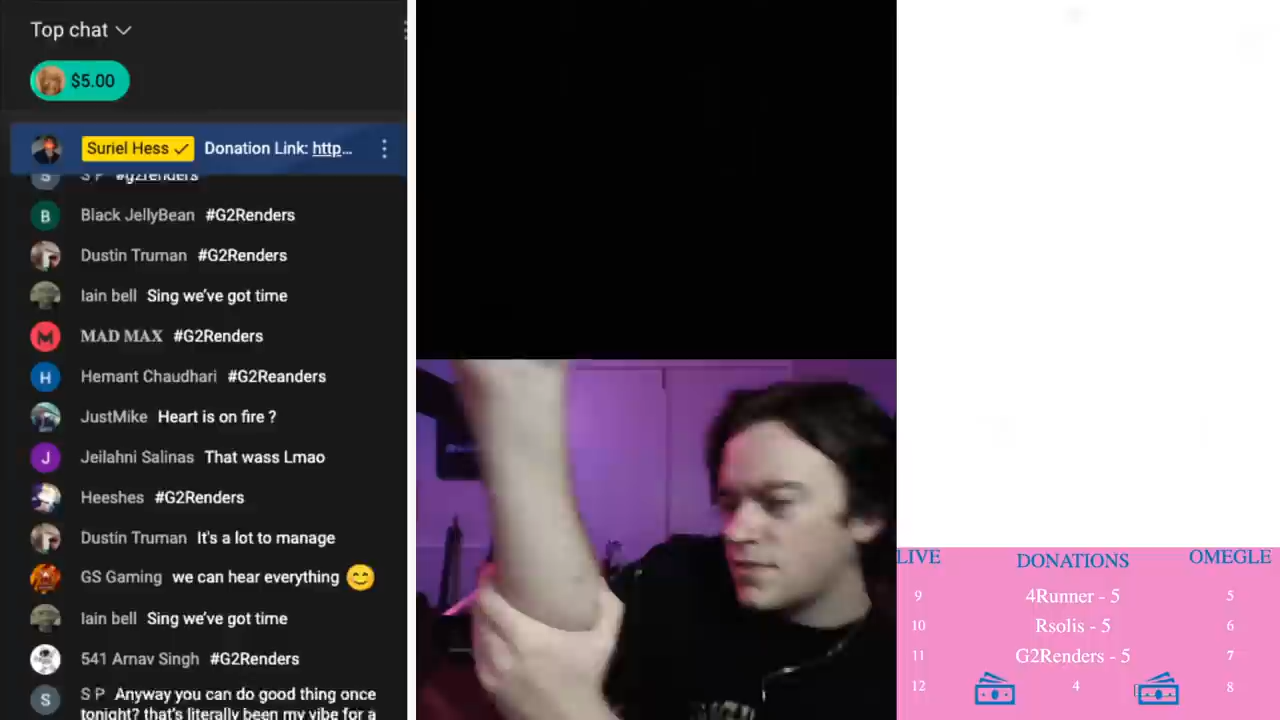 Top chat
$5.00
Suriel Hess Donation Link: http...
S P #g2renders
Black JellyBean #G2Renders
Dustin Truman #G2Renders
Iain bell Sing we've got time
MAD MAX #G2Renders
Hemant Chaudhari #G2Reanders
JustMike Heart is on fire ?
Jeilahni Salinas That wass Lmao
Heeshes #G2Renders
Dustin Truman It's a lot to manage
GS Gaming we can hear everything 😊
Iain bell Sing we've got time
541 Arnav Singh #G2Renders
S P Anyway you can do good thing once
tonight? that's literally been my vibe for a
LIVE DONATIONS OMEGLE
9 4Runner - 5 5
10 Rsolis - 5 6
11 G2Renders - 5 7
12 4 8